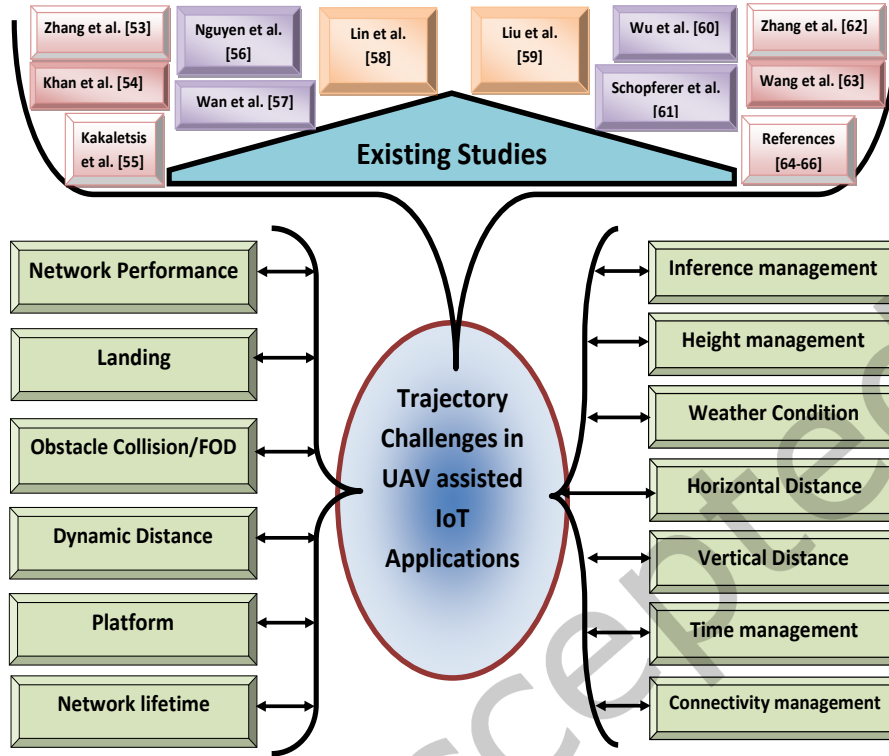 Zhang et al. [53]
Nguyen et al.
[56]
Lin et al.
[58]
Liu et al.
[59]
Wu et al. [60]
Zhang et al. [62]
Khan et al. [54]
Wan et al. [57]
Schopferer et al.
[61]
Wang et al. [63]
Kakaletsis
et al. [55]
References
[64-66]
Existing Studies
Network Performance
Landing
Obstacle Collision/FOD
Dynamic Distance
Platform
Network lifetime
Trajectory
Challenges in
UAV assisted
IoT
Applications
Inference management
Height management
Weather Condition
Horizontal Distance
Vertical Distance
Time management
Connectivity management